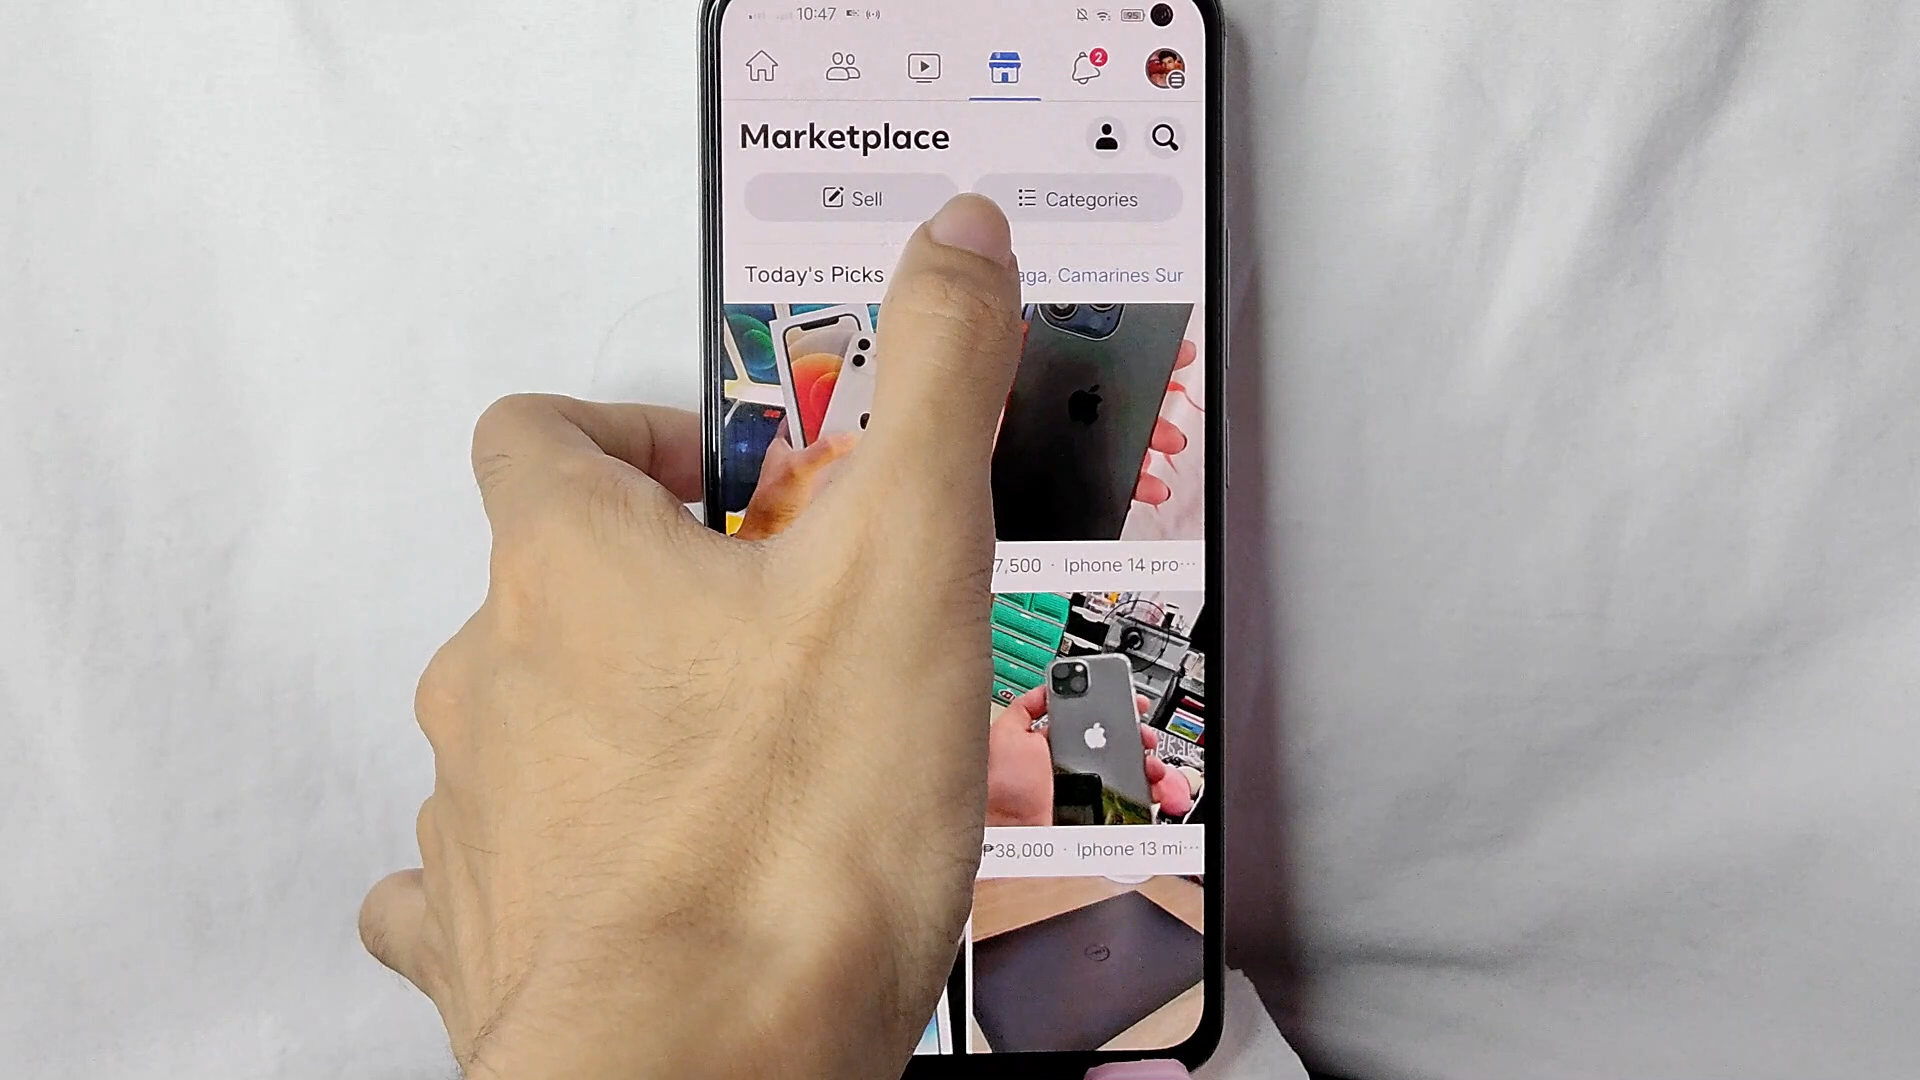 10:47
95
2
Marketplace
Sell
Categories
Today's Picks
aga, Camarines Sur
7,500 · Iphone 14 pro...
₱38,000 · Iphone 13 mi...